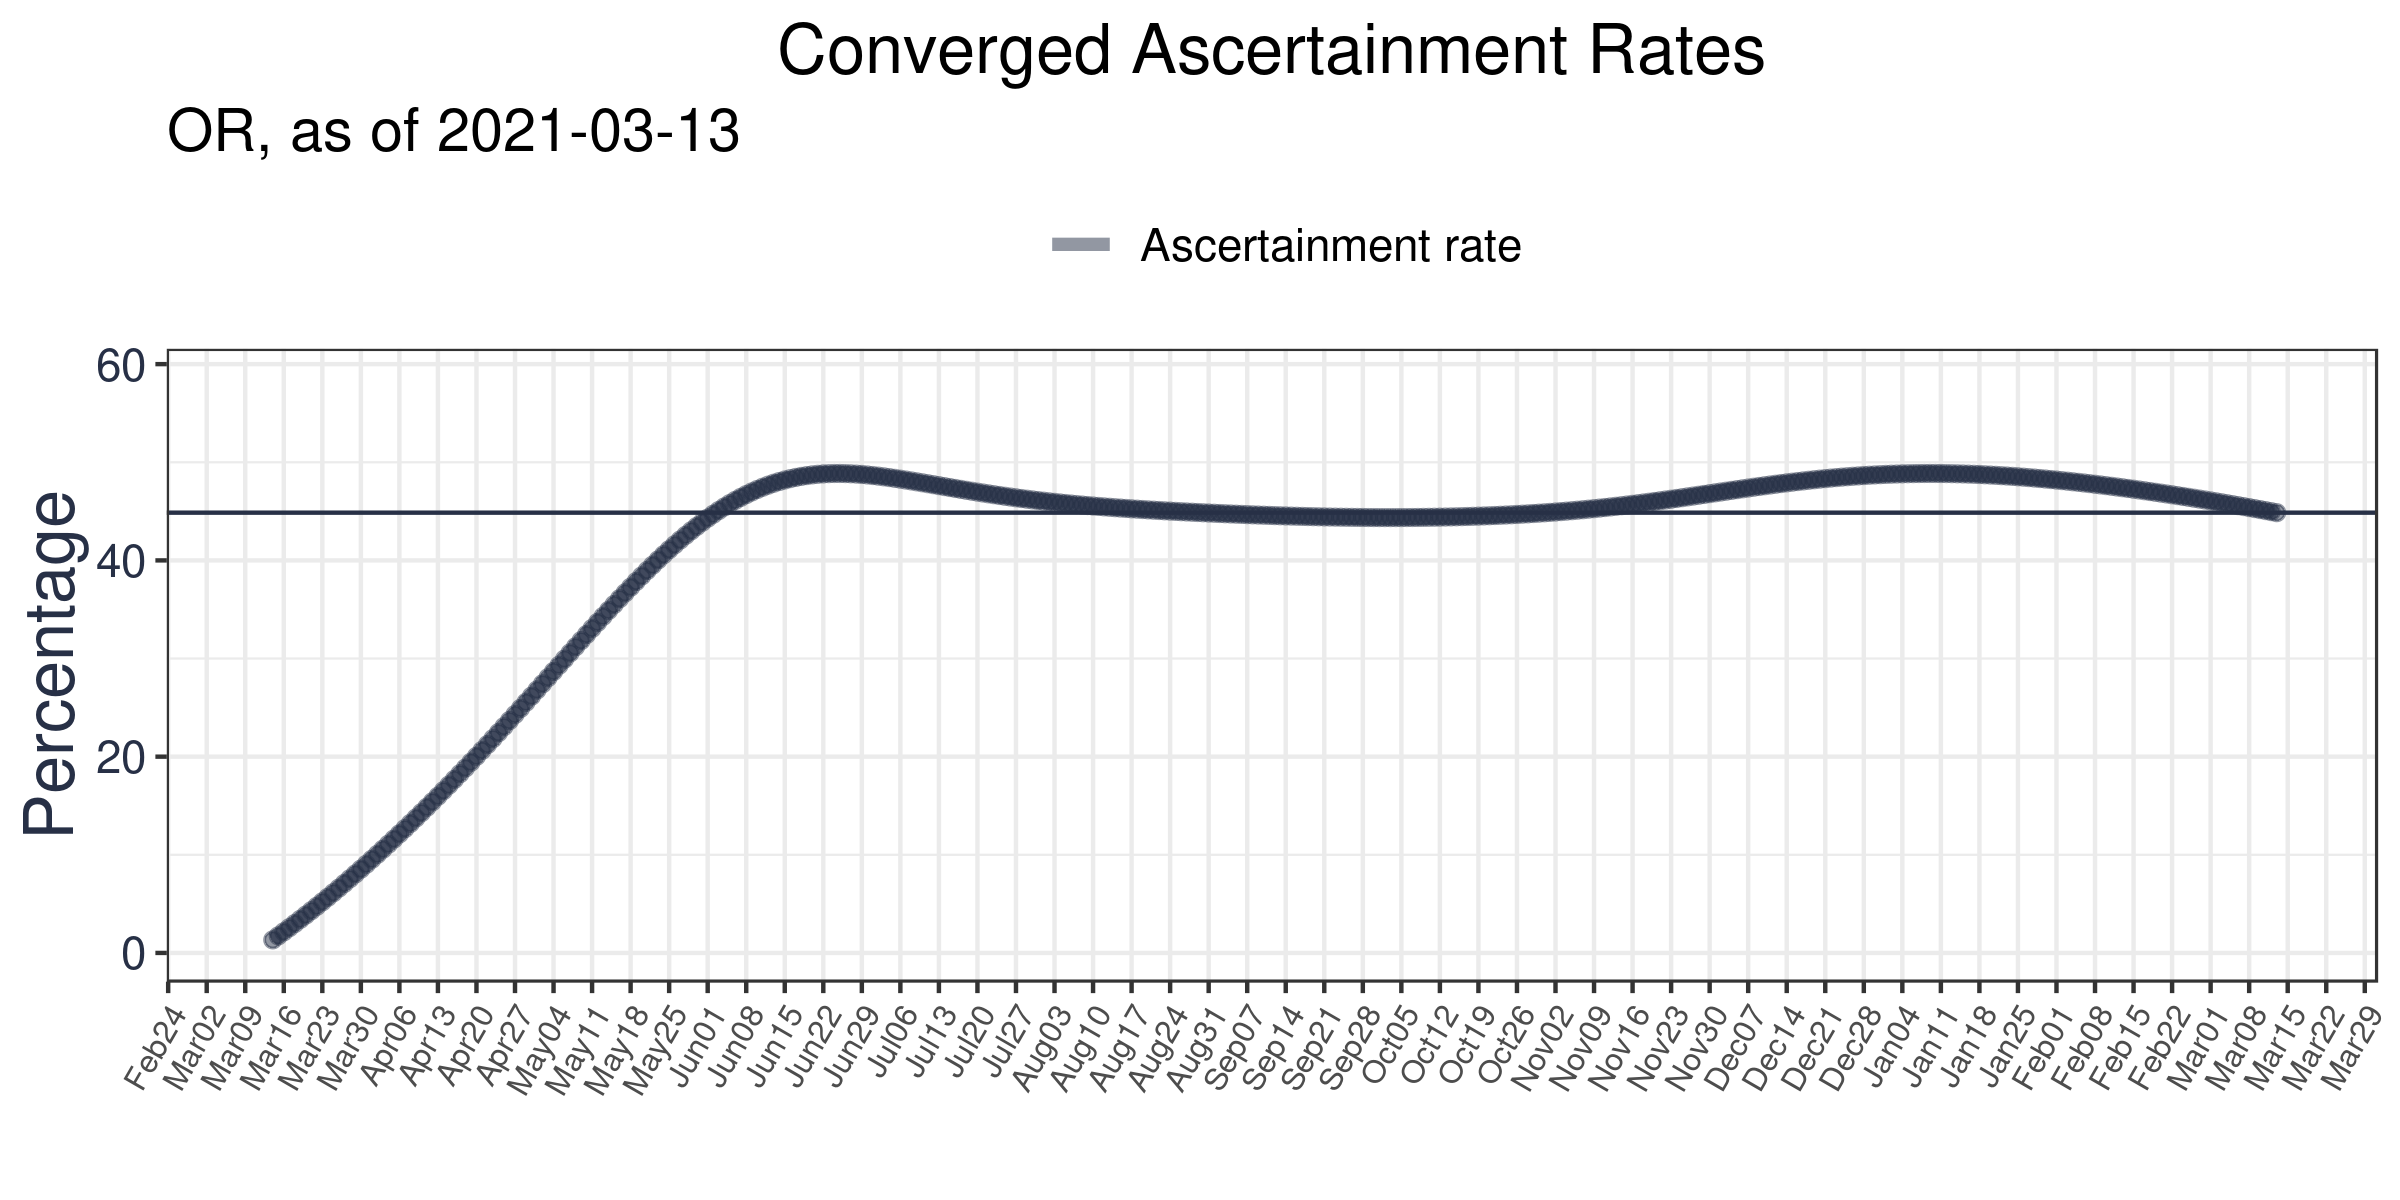 Converged Ascertainment Rates
OR, as of 2021-03-13
Ascertainment rate
Percentage
60
40
20
0
Feb24
Mar02
Mar09
Mar16
Mar23
Mar30
Apr06
Apr13
Apr20
Apr27
May04
May11
May18
May25
Jun01
Jun08
Jun15
Jun22
Jun29
Jul06
Jul13
Jul20
Jul27
Aug03
Aug10
Aug17
Aug24
Aug31
Sep07
Sep14
Sep21
Sep28
Oct05
Oct12
Oct19
Oct26
Nov02
Nov09
Nov16
Nov23
Nov30
Dec07
Dec14
Dec21
Dec28
Jan04
Jan11
Jan18
Jan25
Feb01
Feb08
Feb15
Feb22
Mar01
Mar08
Mar15
Mar22
Mar29